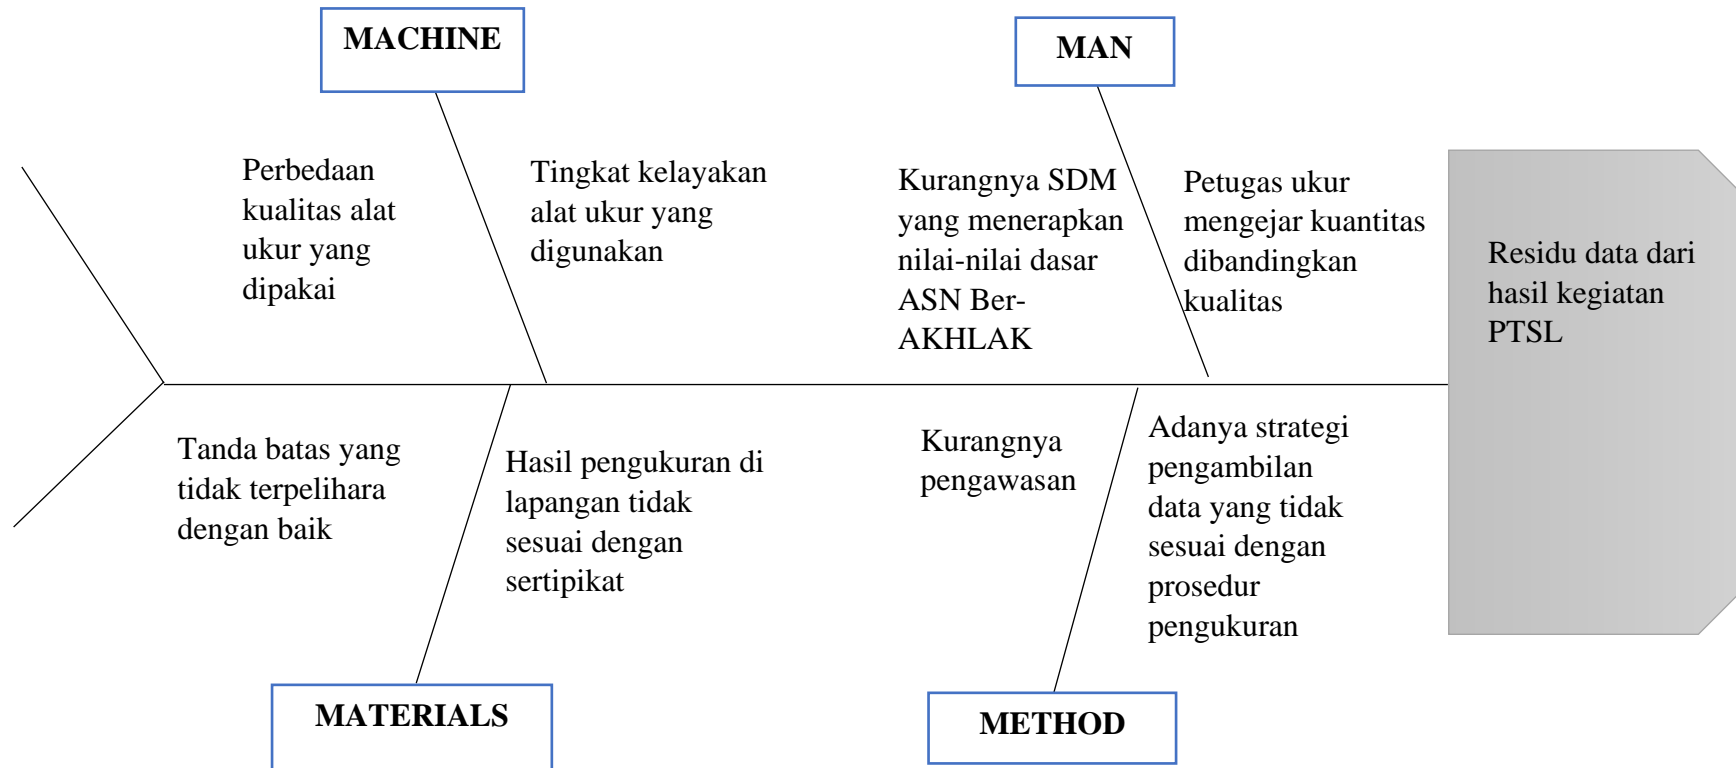 MACHINE
MAN
Perbedaan
kualitas alat
ukur yang
dipakai
Tingkat kelayakan
alat ukur yang
digunakan
Kurangnya SDM
yang menerapkan
nilai-nilai dasar
ASN Ber-
AKHLAK
Petugas ukur
mengejar kuantitas
dibandingkan
kualitas
Residu data dari
hasil kegiatan
PTSL
Tanda batas yang
tidak terpelihara
dengan baik
Hasil pengukuran di
lapangan tidak
sesuai dengan
sertipikat
Kurangnya
pengawasan
Adanya strategi
pengambilan
data yang tidak
sesuai dengan
prosedur
pengukuran
MATERIALS
METHOD